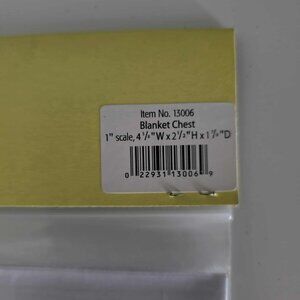 Item No. 13006
Blanket Chest
1" scale, 4 1/8"W x 2 1/2"H x 1 7/8"D
0 22931 13006 9